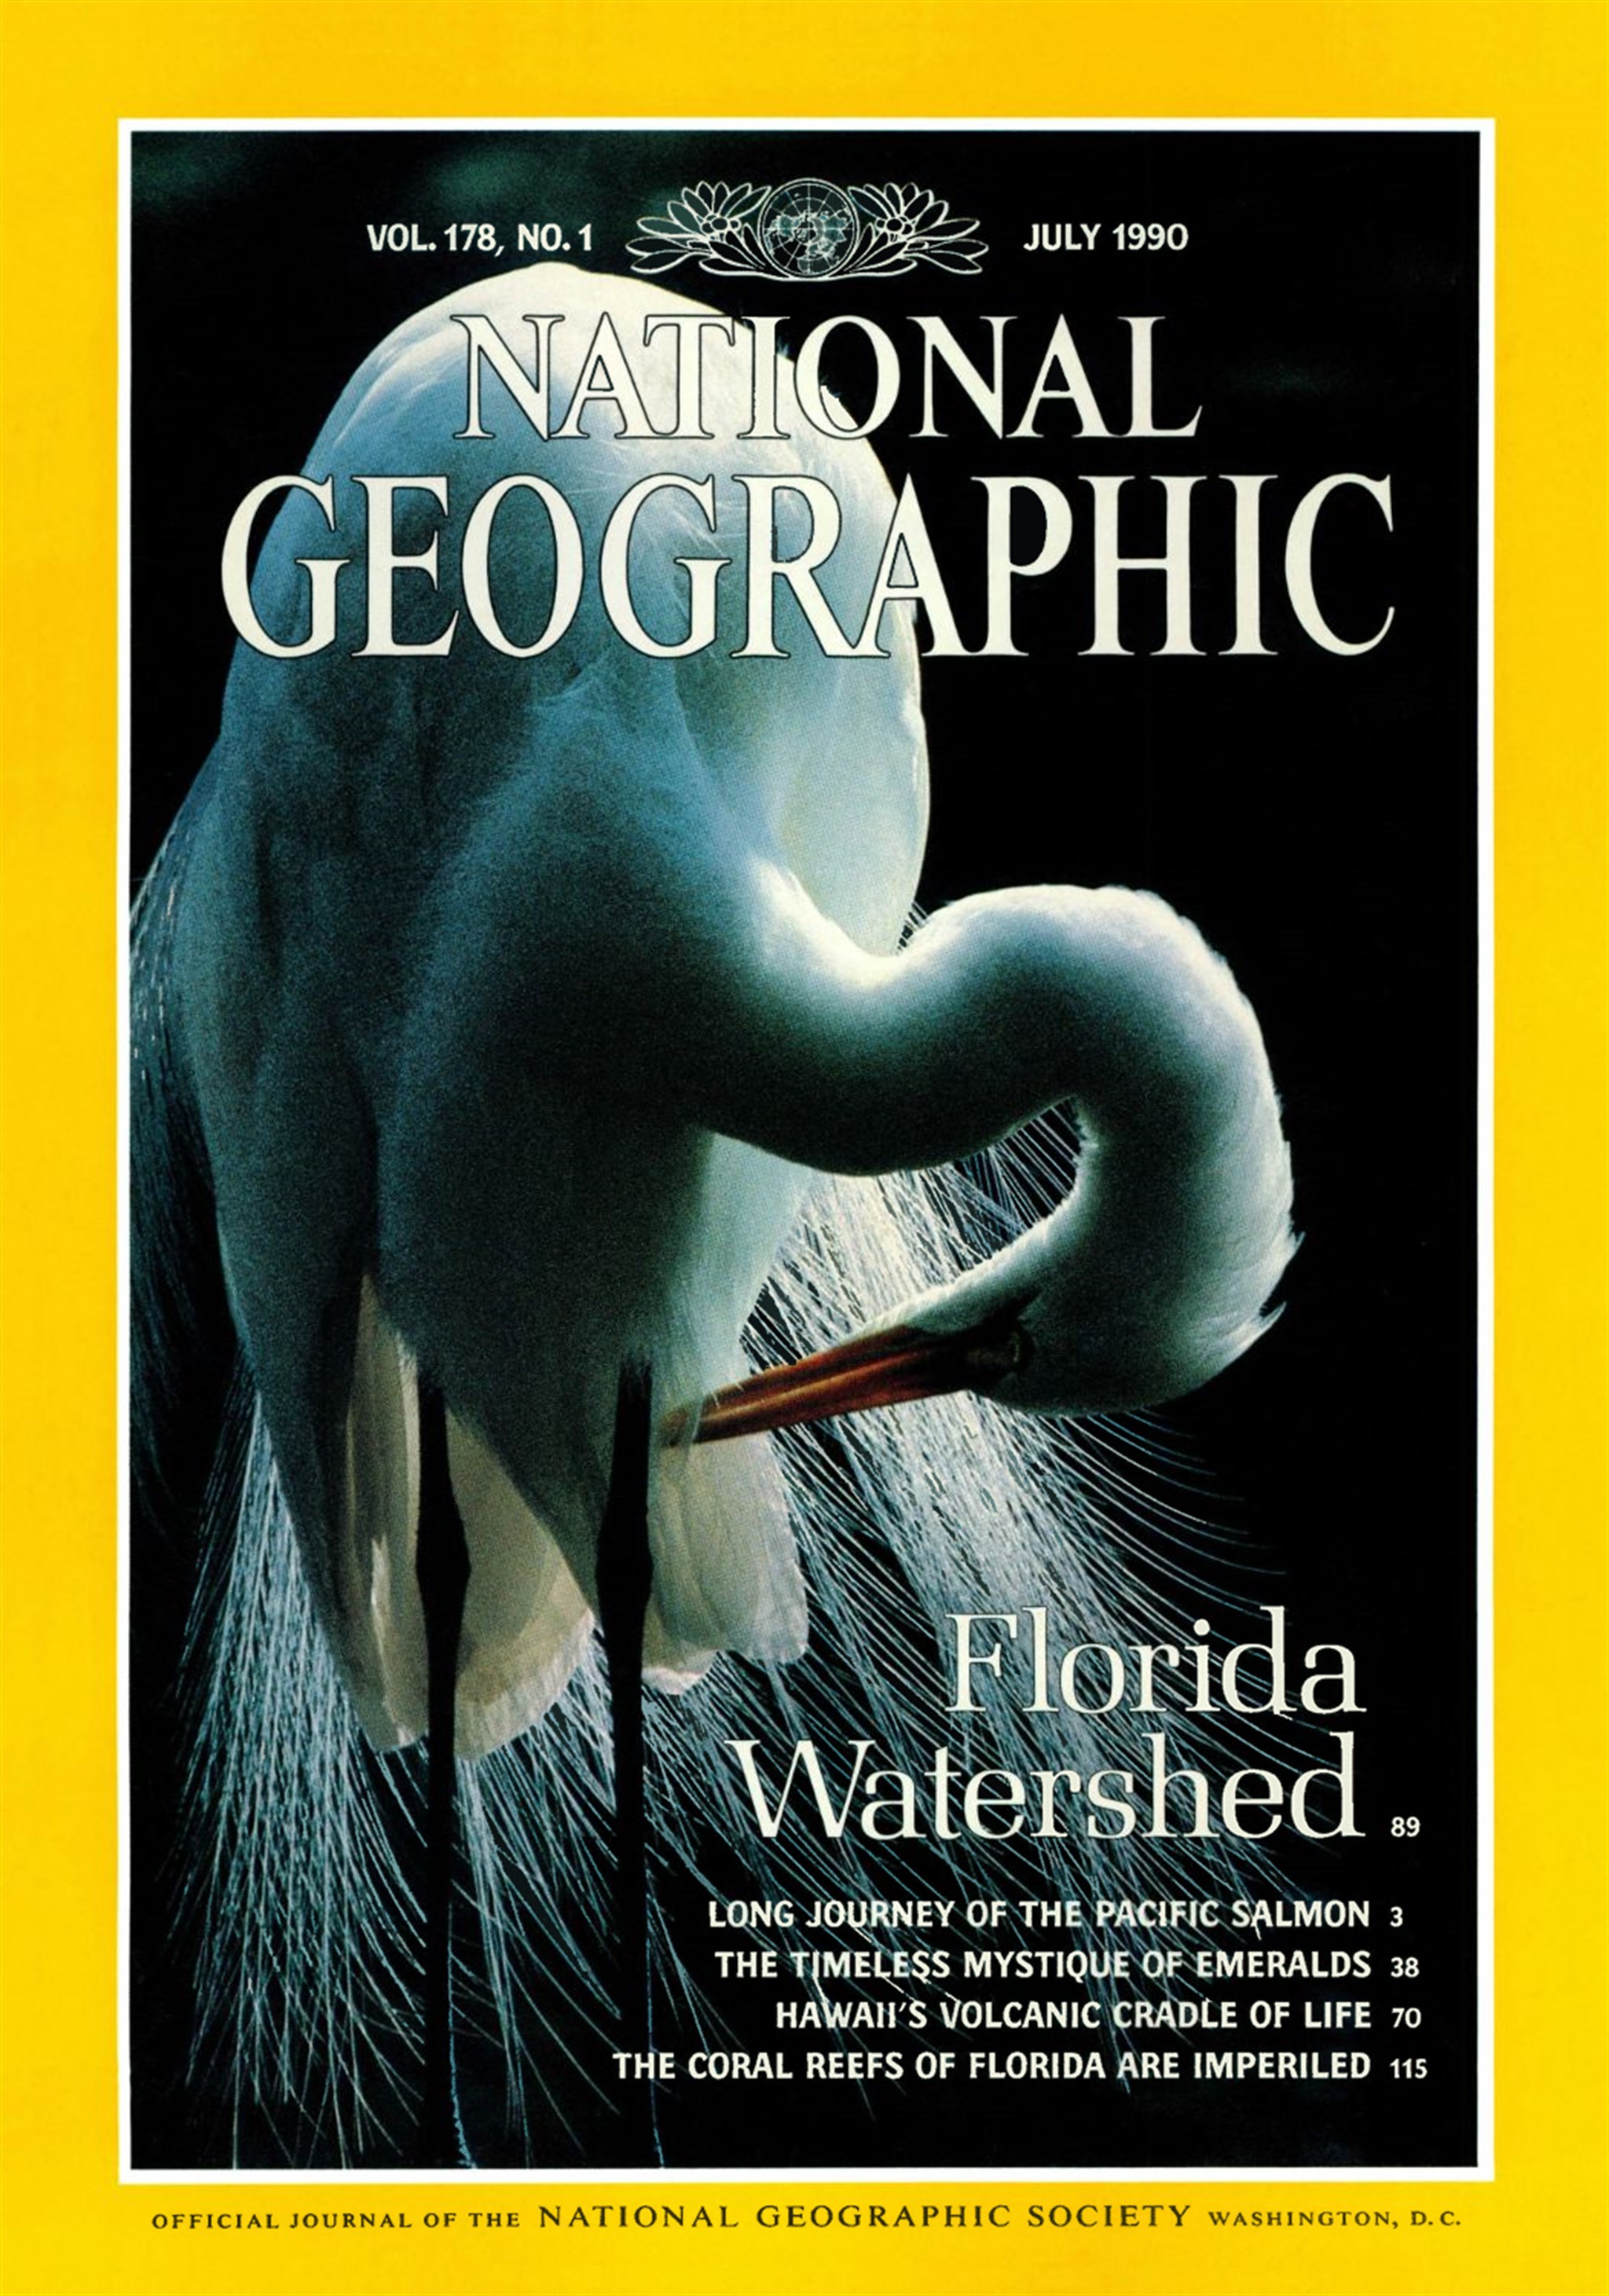 VOL. 178, NO. 1 JULY 1990
NATIONAL
GEOGRAPHIC
Florida
Watershed 89
LONG JOURNEY OF THE PACIFIC SALMON 3
THE TIMELESS MYSTIQUE OF EMERALDS 38
HAWAII'S VOLCANIC CRADLE OF LIFE 70
THE CORAL REEFS OF FLORIDA ARE IMPERILED 115
OFFICIAL JOURNAL OF THE NATIONAL GEOGRAPHIC SOCIETY WASHINGTON, D.C.